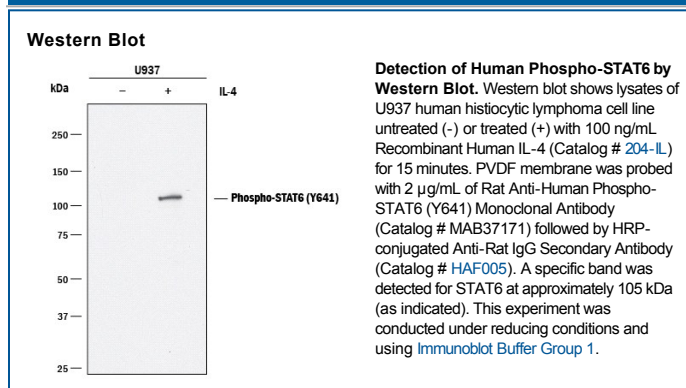 Western Blot
U937
kDa – + IL-4
250
150
100
75
50
37
25
Phospho-STAT6 (Y641)
Detection of Human Phospho-STAT6 by
Western Blot. Western blot shows lysates of
U937 human histiocytic lymphoma cell line
untreated (-) or treated (+) with 100 ng/mL
Recombinant Human IL-4 (Catalog # 204-IL)
for 15 minutes. PVDF membrane was probed
with 2 µg/mL of Rat Anti-Human Phospho-
STAT6 (Y641) Monoclonal Antibody
(Catalog # MAB37171) followed by HRP-
conjugated Anti-Rat IgG Secondary Antibody
(Catalog # HAF005). A specific band was
detected for STAT6 at approximately 105 kDa
(as indicated). This experiment was
conducted under reducing conditions and
using Immunoblot Buffer Group 1.